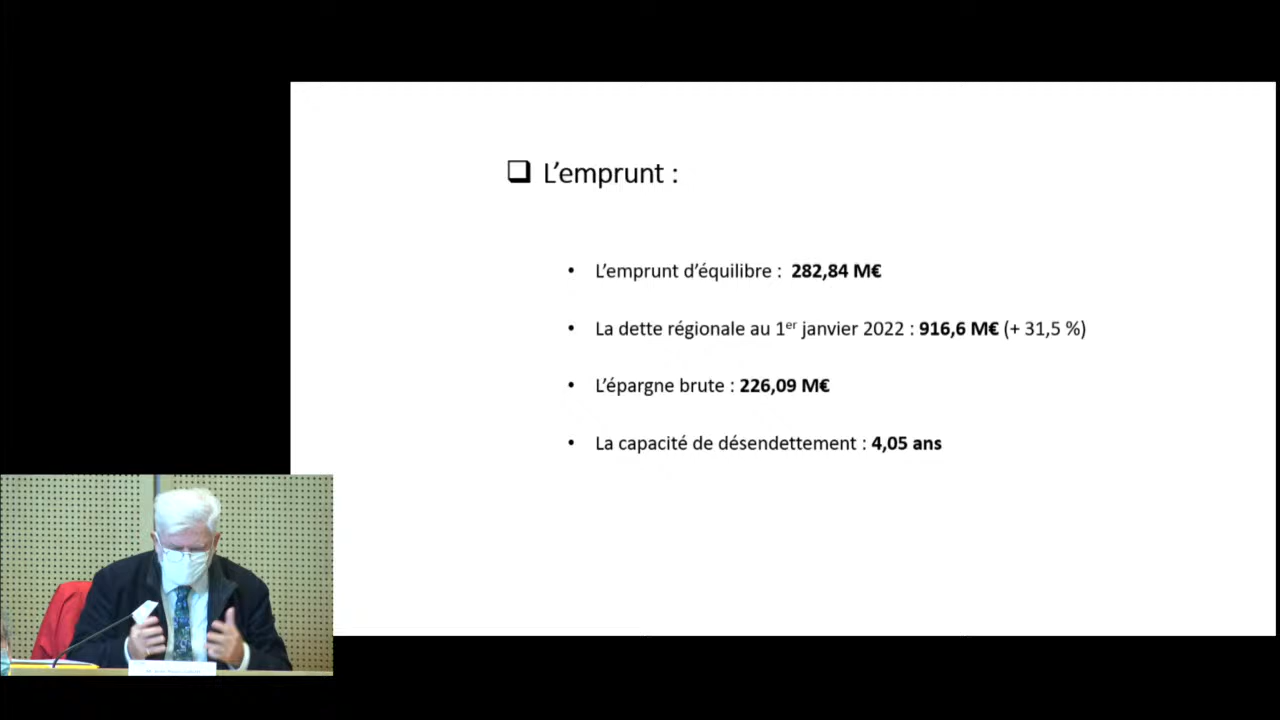 ❑ L'emprunt :
• L'emprunt d'équilibre : 282,84 M€
• La dette régionale au 1er janvier 2022 : 916,6 M€ (+ 31,5 %)
• L'épargne brute : 226,09 M€
• La capacité de désendettement : 4,05 ans